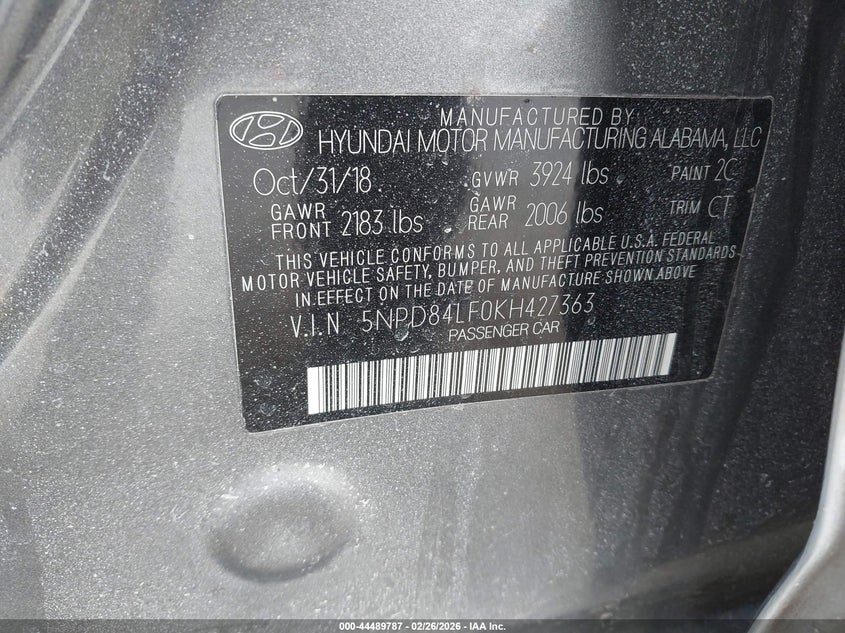 MANUFACTURED BY
HYUNDAI MOTOR MANUFACTURING ALABAMA, LLC
Oct/31/18 GVWR 3924 lbs PAINT 2C
GAWR FRONT 2183 lbs GAWR REAR 2006 lbs TRIM CT
THIS VEHICLE CONFORMS TO ALL APPLICABLE U.S.A. FEDERAL
MOTOR VEHICLE SAFETY, BUMPER, AND THEFT PREVENTION STANDARDS
IN EFFECT ON THE DATE OF MANUFACTURE SHOWN ABOVE
V.I.N 5NPD84LF0KH427363
PASSENGER CAR
000-44489787 - 02/26/2026 - IAA Inc.